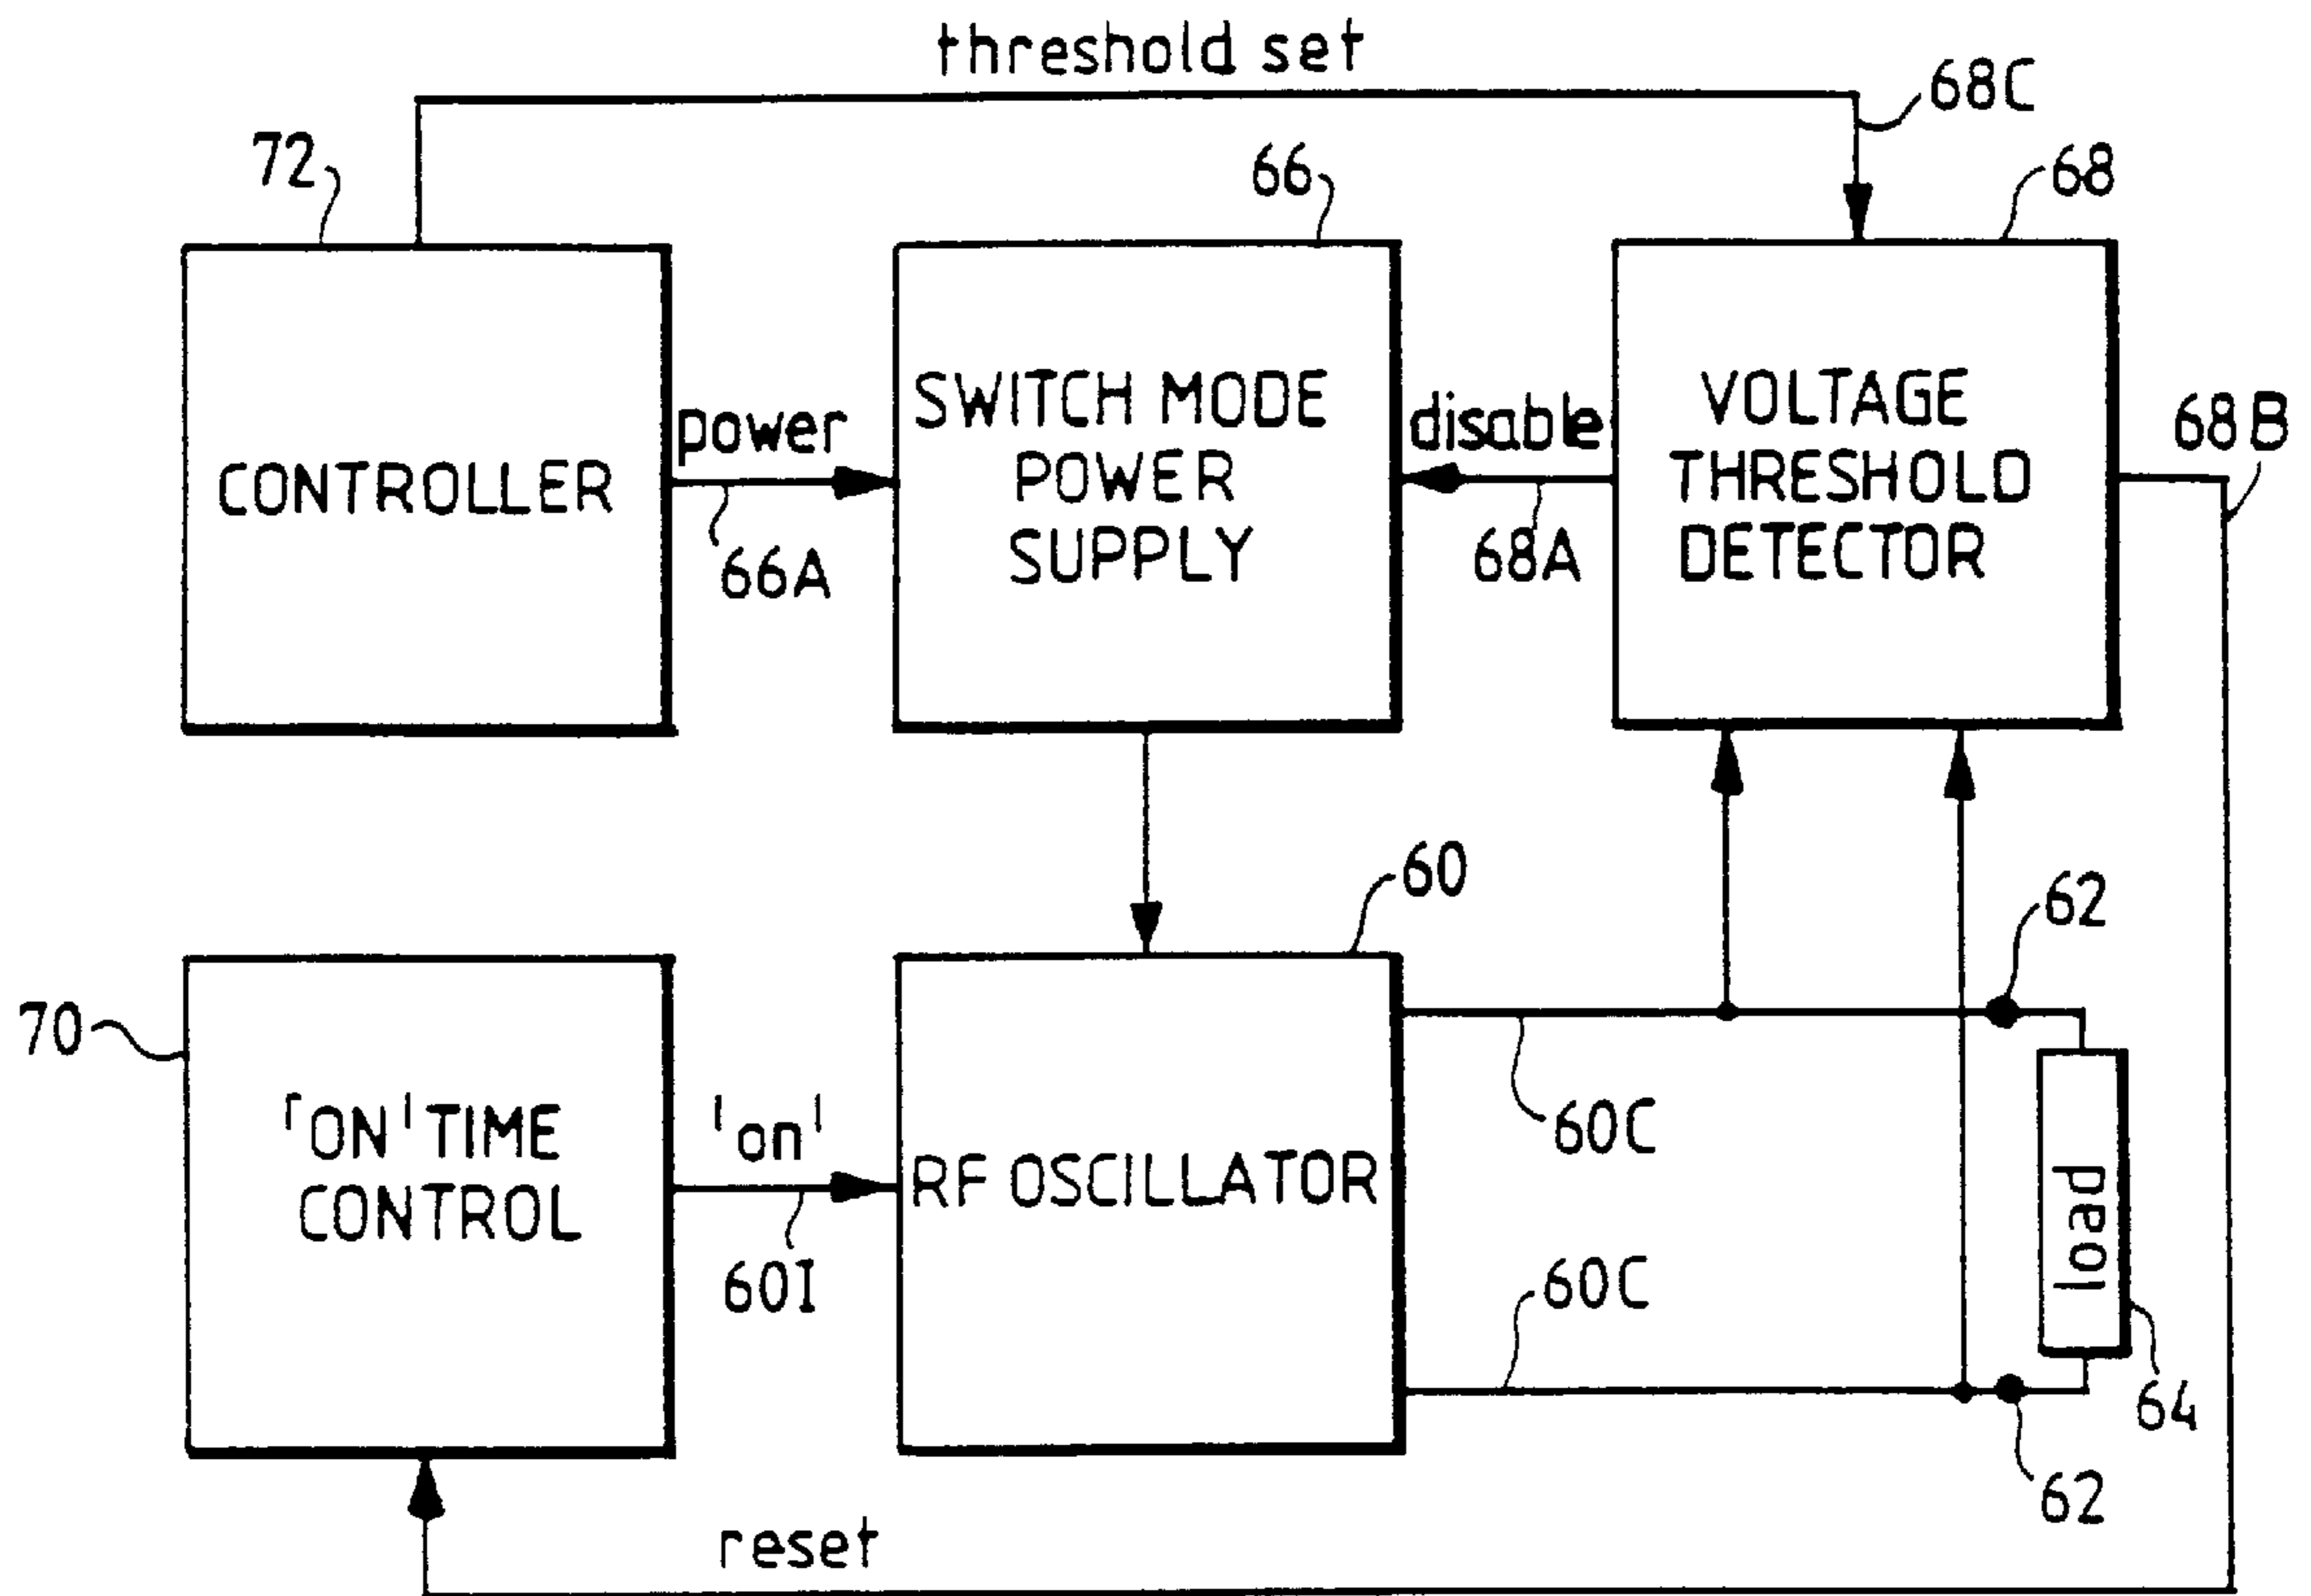 threshold set
68C
72
66
68
CONTROLLER
power
66A
SWITCH MODE
POWER
SUPPLY
disable
68A
VOLTAGE
THRESHOLD
DETECTOR
68B
60
62
70
'ON' TIME
CONTROL
'on'
60I
RF OSCILLATOR
60C
60C
load
64
62
reset